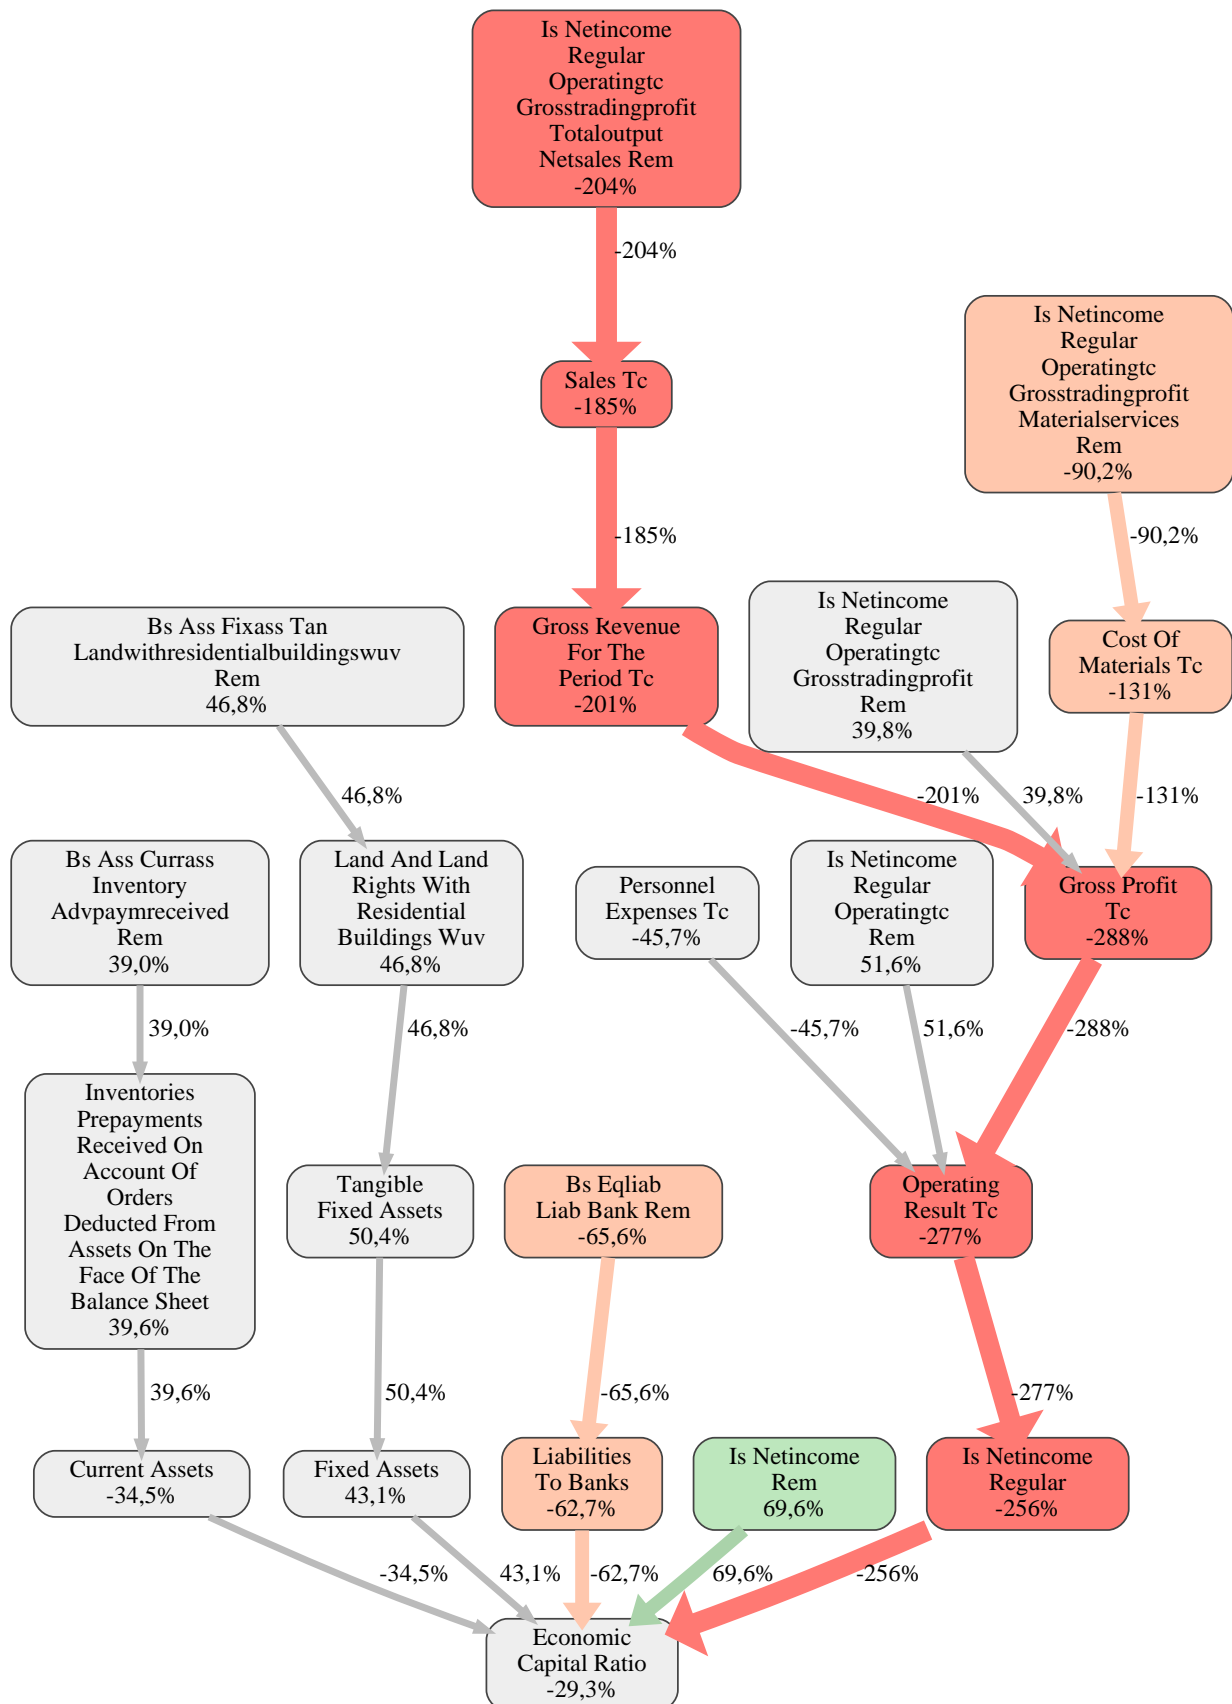 Is Netincome
Regular
Operatingtc
Grosstradingprofit
Totaloutput
Netsales Rem
-204%
-204%
Sales Tc
-185%
-185%
Is Netincome
Regular
Operatingtc
Grosstradingprofit
Materialservices
Rem
-90,2%
-90,2%
Bs Ass Fixass Tan
Landwithresidentialbuildingswuv
Rem
46,8%
Gross Revenue
For The
Period Tc
-201%
Is Netincome
Regular
Operatingtc
Grosstradingprofit
Rem
39,8%
Cost Of
Materials Tc
-131%
46,8%
-201%
39,8%
-131%
Bs Ass Currass
Inventory
Advpaymreceived
Rem
39,0%
Land And Land
Rights With
Residential
Buildings Wuv
46,8%
Personnel
Expenses Tc
-45,7%
Is Netincome
Regular
Operatingtc
Rem
51,6%
Gross Profit
Tc
-288%
39,0%
46,8%
-45,7%
51,6%
-288%
Inventories
Prepayments
Received On
Account Of
Orders
Deducted From
Assets On The
Face Of The
Balance Sheet
39,6%
Tangible
Fixed Assets
50,4%
Bs Eqliab
Liab Bank Rem
-65,6%
Operating
Result Tc
-277%
39,6%
50,4%
-65,6%
-277%
Current Assets
-34,5%
Fixed Assets
43,1%
Liabilities
To Banks
-62,7%
Is Netincome
Rem
69,6%
Is Netincome
Regular
-256%
-34,5%
43,1%
-62,7%
69,6%
-256%
Economic
Capital Ratio
-29,3%